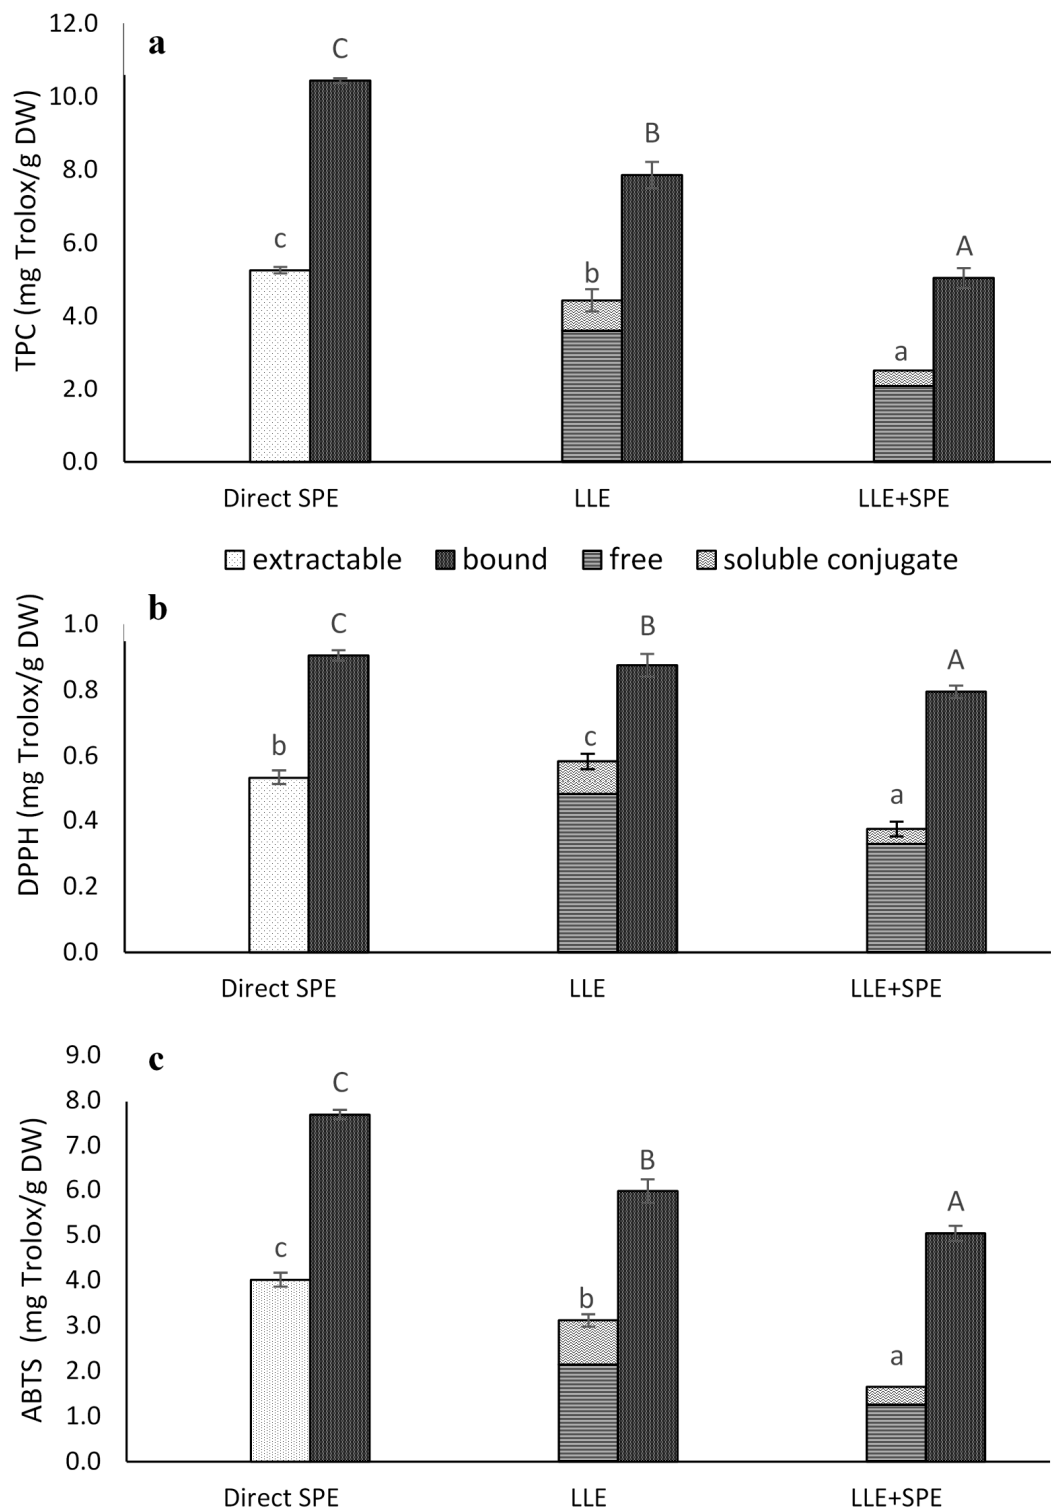 a
TPC (mg Trolox/g DW)
12.0
10.0
8.0
6.0
4.0
2.0
0.0
c
C
b
B
a
A
Direct SPE
LLE
LLE+SPE
extractable
bound
free
soluble conjugate
b
DPPH (mg Trolox/g DW)
1.0
0.8
0.6
0.4
0.2
0.0
b
C
c
B
a
A
Direct SPE
LLE
LLE+SPE
c
ABTS (mg Trolox/g DW)
9.0
8.0
7.0
6.0
5.0
4.0
3.0
2.0
1.0
0.0
c
C
b
B
a
A
Direct SPE
LLE
LLE+SPE